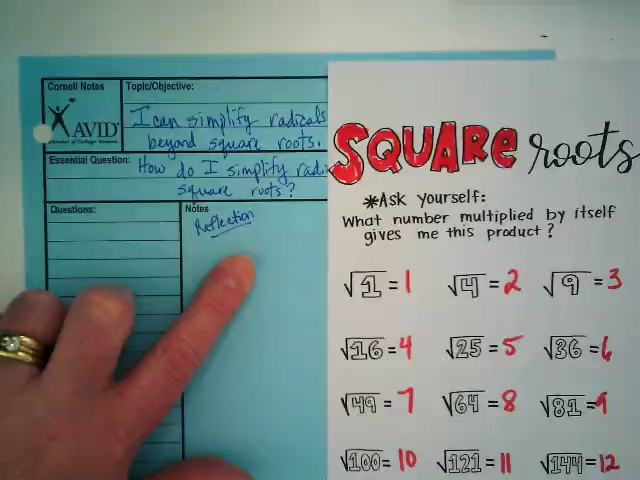 Cornell Notes
Topic/Objective:
AVID
I can simplify radicals
beyond square roots.
Essential Question:
How do I simplify
square roots?
Questions:
Notes
Reflection
SQUARE roots
*Ask yourself:
What number multiplied by itself
gives me this product?
√1 = 1 √4 = 2 √9 = 3
√16 = 4 √25 = 5 √36 = 6
√49 = 7 √64 = 8 √81 = 9
√100 = 10 √121 = 11 √144 = 12